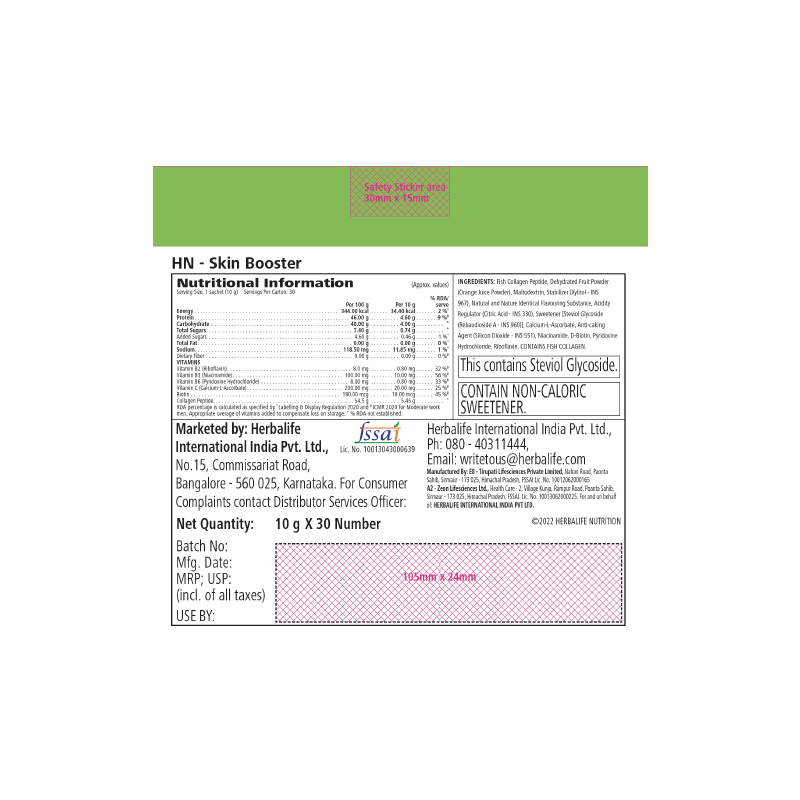 Safety Sticker area
30mm x 15mm
HN - Skin Booster
Nutritional Information (Approx. values)
Serving Size: 1 sachet (10 g) Servings Per Carton: 30
Per 100 g Per 10 g % RDA/ serve
Energy 344.00 kcal 34.40 kcal 2 %*
Protein 46.00 g 4.60 g 9 %#
Carbohydrate 40.00 g 4.00 g
Total Sugars 7.40 g 0.74 g
Added Sugars 4.60 g 0.46 g 1 %*
Total Fat 0.00 g 0.00 g 0 %*
Sodium 118.50 mg 11.85 mg 1 %*
Dietary Fiber 0.00 g 0.00 g 0 %#
VITAMINS
Vitamin B2 (Riboflavin) 8.0 mg 0.80 mg 32 %#
Vitamin B3 (Niacinamide) 100.00 mg 10.00 mg 56 %#
Vitamin B6 (Pyridoxine Hydrochloride) 8.00 mg 0.80 mg 33 %#
Vitamin C (Calcium-L-Ascorbate) 200.00 mg 20.00 mg 25 %#
Biotin 180.00 mcg 18.00 mcg 45 %#
Collagen Peptide 54.5 g 5.45 g
RDA percentage is calculated as specified by *Labelling & Display Regulation 2020 and #ICMR 2020 for Moderate work
men. Appropriate overage of vitamins added to compensate loss on storage. % RDA not established.
INGREDIENTS: Fish Collagen Peptide, Dehydrated Fruit Powder
(Orange Juice Powder), Maltodextrin, Stabilizer (Xylitol - INS
967), Natural and Nature Identical Flavouring Substance, Acidity
Regulator (Citric Acid - INS 330), Sweetener [Steviol Glycoside
(Rebaudioside A - INS 960)], Calcium-L-Ascorbate, Anti-caking
Agent (Silicon Dioxide - INS 551), Niacinamide, D-Biotin, Pyridoxine
Hydrochloride, Riboflavin. CONTAINS FISH COLLAGEN.
This contains Steviol Glycoside.
CONTAIN NON-CALORIC
SWEETENER.
Marketed by: Herbalife
International India Pvt. Ltd.,
No.15, Commissariat Road,
Bangalore - 560 025, Karnataka. For Consumer
Complaints contact Distributor Services Officer:
fssai
Lic. No. 10013043000639
Herbalife International India Pvt. Ltd.,
Ph: 080 - 40311444,
Email: writetous@herbalife.com
Manufactured By: E8 - Tirupati Lifesciences Private Limited, Nahan Road, Paonta
Sahib, Sirmaur - 173 025, Himachal Pradesh. FSSAI Lic. No. 10012062000165
A2 - Zeon Lifesciences Ltd., Health Care - 2, Village Kunja, Rampur Road, Paonta Sahib,
Sirmaur - 173 025, Himachal Pradesh. FSSAI. Lic. No. 10013062000225. For and on behalf
of: HERBALIFE INTERNATIONAL INDIA PVT LTD.
Net Quantity: 10 g X 30 Number
©2022 HERBALIFE NUTRITION
Batch No:
Mfg. Date:
MRP; USP:
(incl. of all taxes)
USE BY:
105mm x 24mm